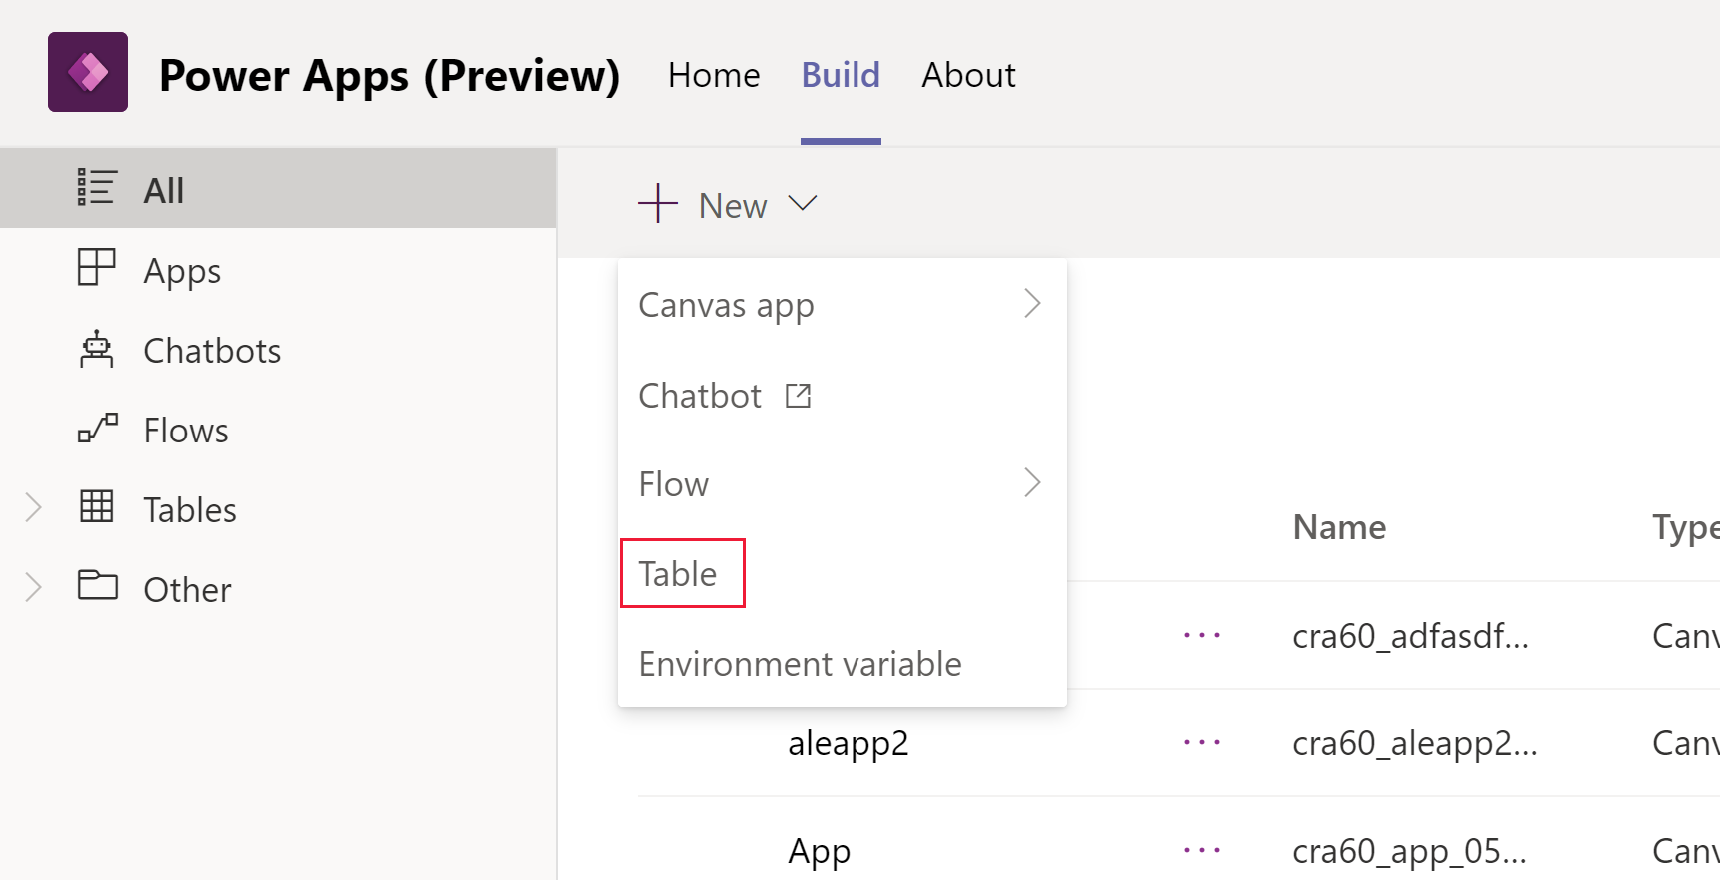 Power Apps (Preview) Home Build About
All
Apps
Chatbots
Flows
Tables
Other
New
Canvas app
Chatbot
Flow
Table
Environment variable
Name Type
cra60_adfasdf... Canv
aleapp2 ··· cra60_aleapp2... Canv
App ··· cra60_app_05... Canv